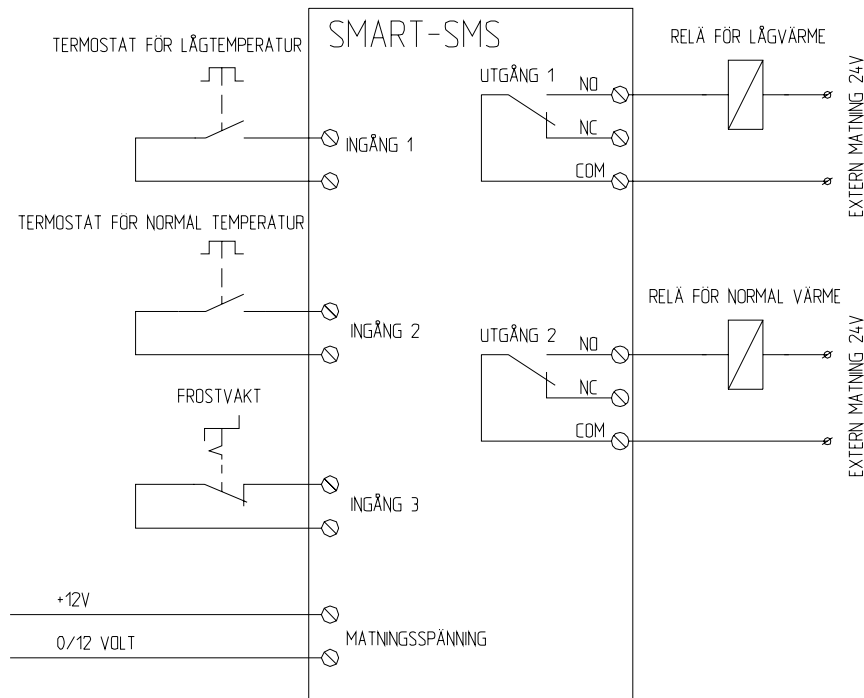 SMART-SMS
TERMOSTAT FÖR LÅGTEMPERATUR
INGÅNG 1
TERMOSTAT FÖR NORMAL TEMPERATUR
INGÅNG 2
FROSTVAKT
INGÅNG 3
+12V
0/12 VOLT
MATNINGSSPÄNNING
UTGÅNG 1
NO
NC
COM
RELÄ FÖR LÅGVÄRME
EXTERN MATNING 24V
UTGÅNG 2
NO
NC
COM
RELÄ FÖR NORMAL VÄRME
EXTERN MATNING 24V